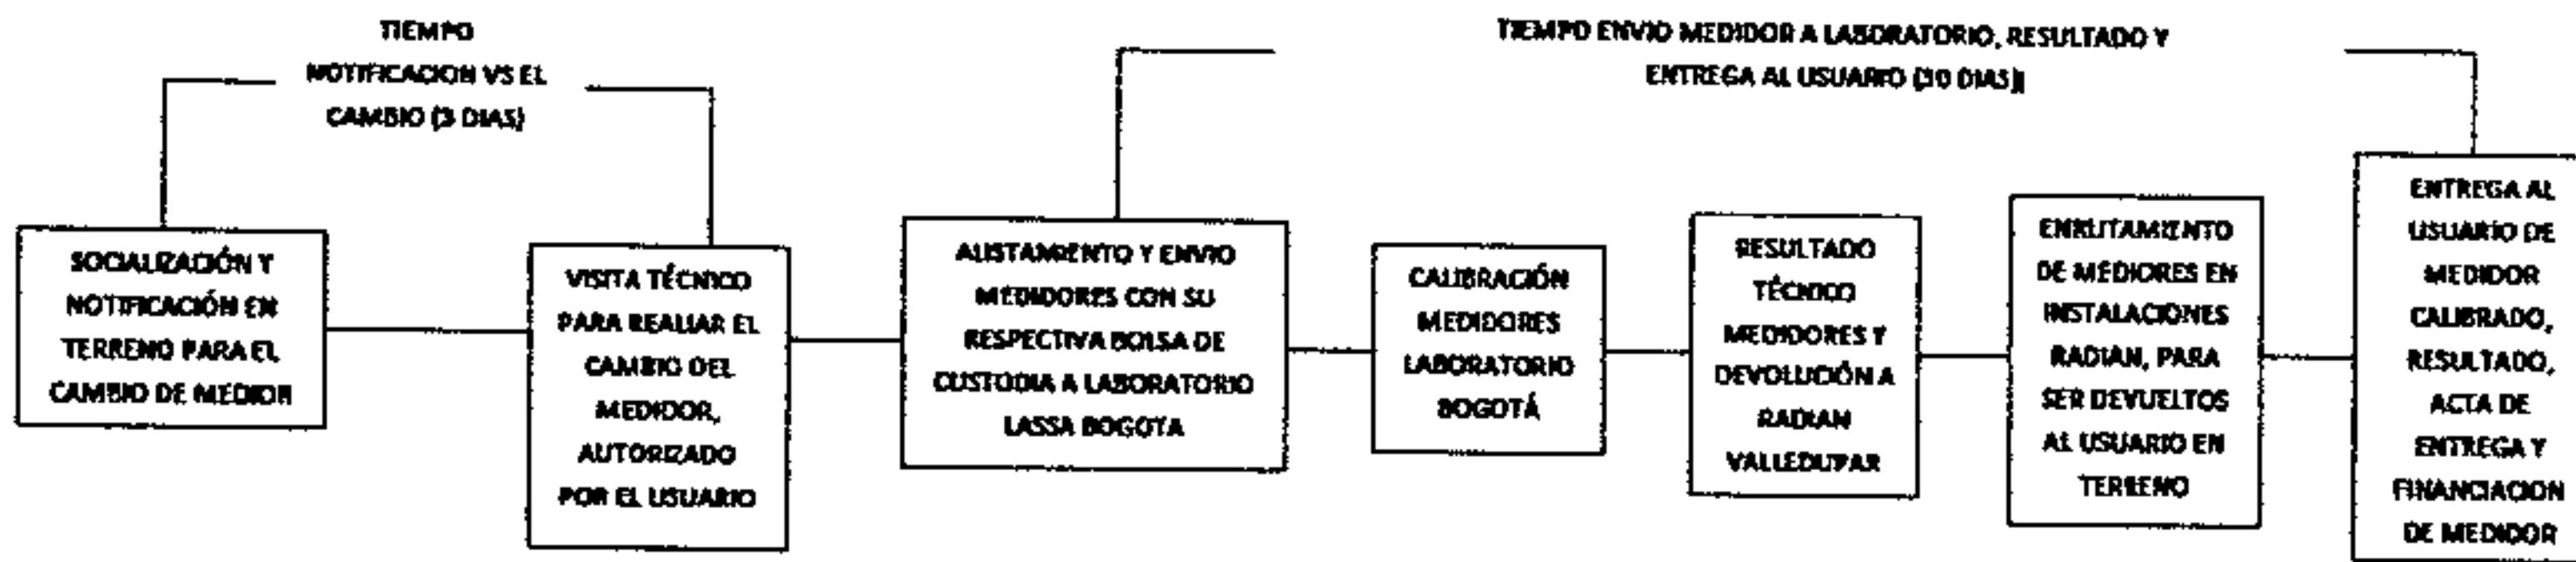 TIEMPO
NOTIFICACION VS EL
CAMBIO (3 DIAS)
TIEMPO ENVIO MEDIDOR A LABORATORIO, RESULTADO Y
ENTREGA AL USUARIO (30 DIAS)
SOCIALIZACIÓN Y
NOTIFICACIÓN EN
TERRENO PARA EL
CAMBIO DE MEDIOR
VISITA TÉCNICO
PARA REALIAR EL
CAMBIO DEL
MEDIDOR,
AUTORIZADO
POR EL USUARIO
ALISTAMIENTO Y ENVIO
MEDIDORES CON SU
RESPECTIVA BOLSA DE
CUSTODIA A LABORATORIO
LASSA BOGOTA
CALIBRACIÓN
MEDIDORES
LABORATORIO
BOGOTÁ
RESULTADO
TÉCNICO
MEDIDORES Y
DEVOLUCIÓN A
RADIAN
VALLEDUPAR
ENRUTAMIENTO
DE MEDIORES EN
INSTALACIONES
RADIAN, PARA
SER DEVUELTOS
AL USUARIO EN
TERRENO
ENTREGA AL
USUARIO DE
MEDIDOR
CALIBRADO,
RESULTADO,
ACTA DE
ENTREGA Y
FINANCIACION
DE MEDIDOR